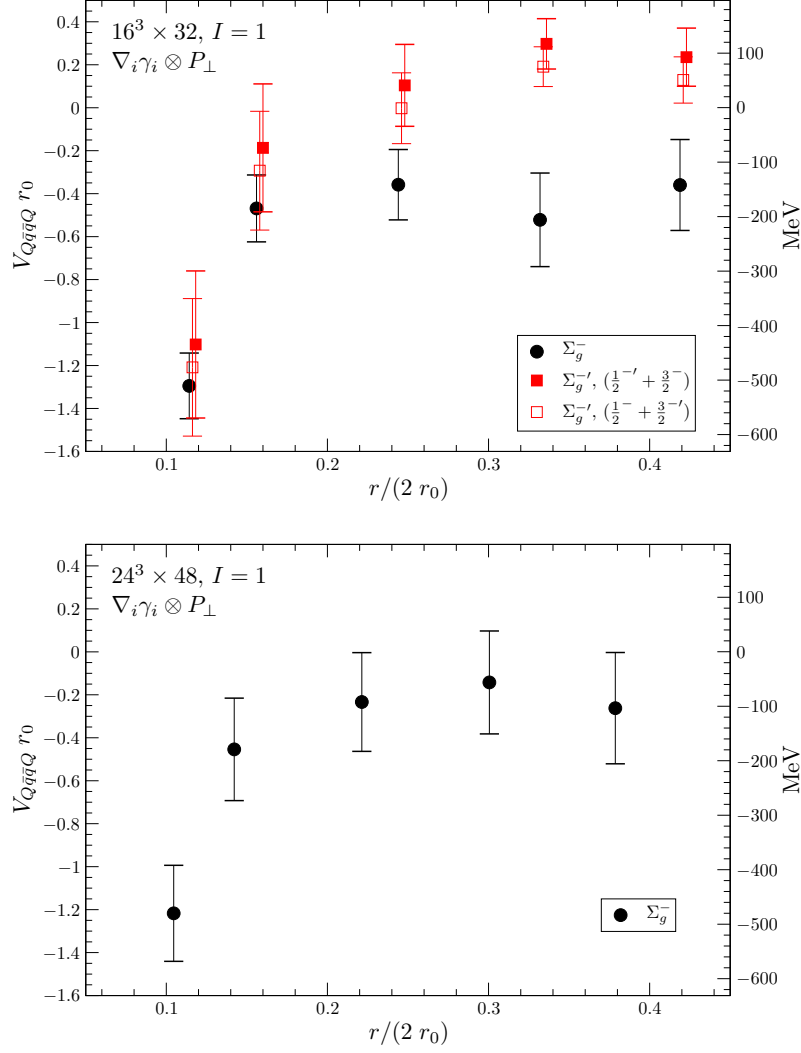 16³ × 32, I = 1
∇ᵢγᵢ ⊗ P⊥
0.4
0.2
0
−0.2
−0.4
−0.6
−0.8
−1
−1.2
−1.4
−1.6
V_{Qq̄q̄Q} r₀
100
0
−100
−200
−300
−400
−500
−600
MeV
Σ_g^−
Σ_g^{−′}, (1/2^{−′} + 3/2^−)
Σ_g^{−′}, (1/2^− + 3/2^{−′})
0.1 0.2 0.3 0.4
r/(2 r₀)
24³ × 48, I = 1
∇ᵢγᵢ ⊗ P⊥
0.4
0.2
0
−0.2
−0.4
−0.6
−0.8
−1
−1.2
−1.4
−1.6
V_{Qq̄q̄Q} r₀
100
0
−100
−200
−300
−400
−500
−600
MeV
Σ_g^−
0.1 0.2 0.3 0.4
r/(2 r₀)